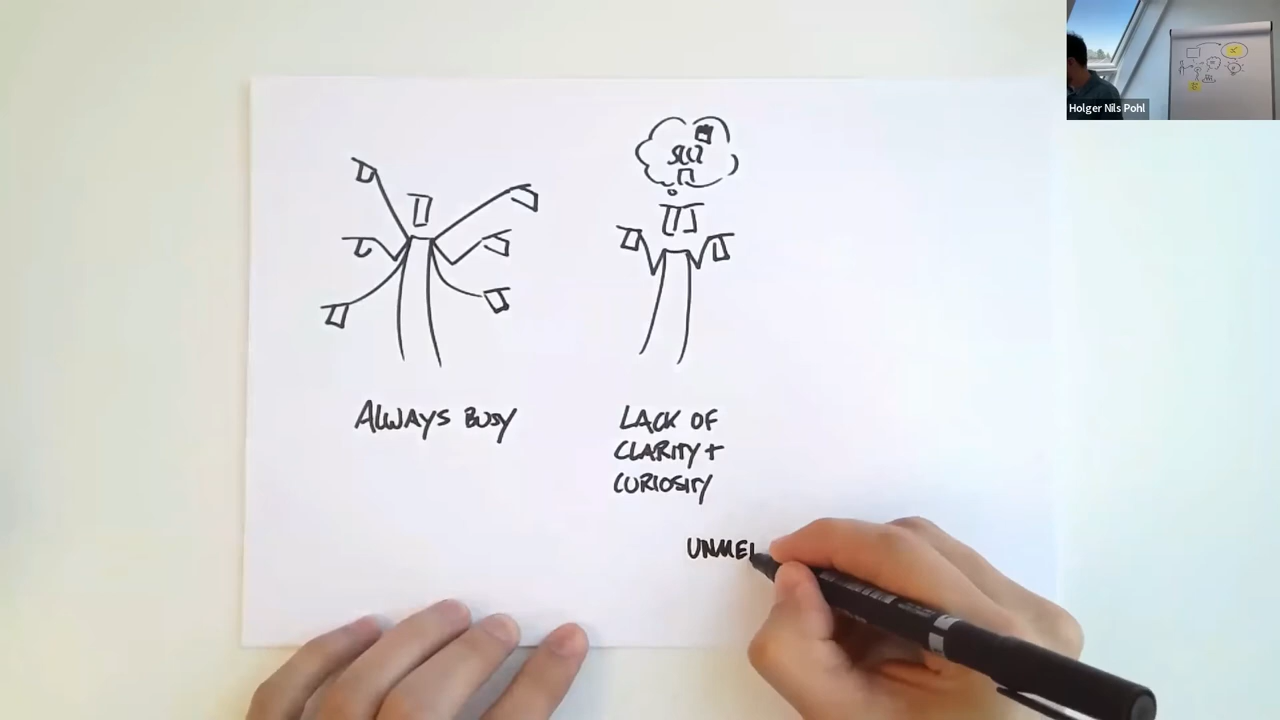 Holger Nils Pohl
ALWAYS BUSY
LACK OF
CLARITY +
CURIOSITY